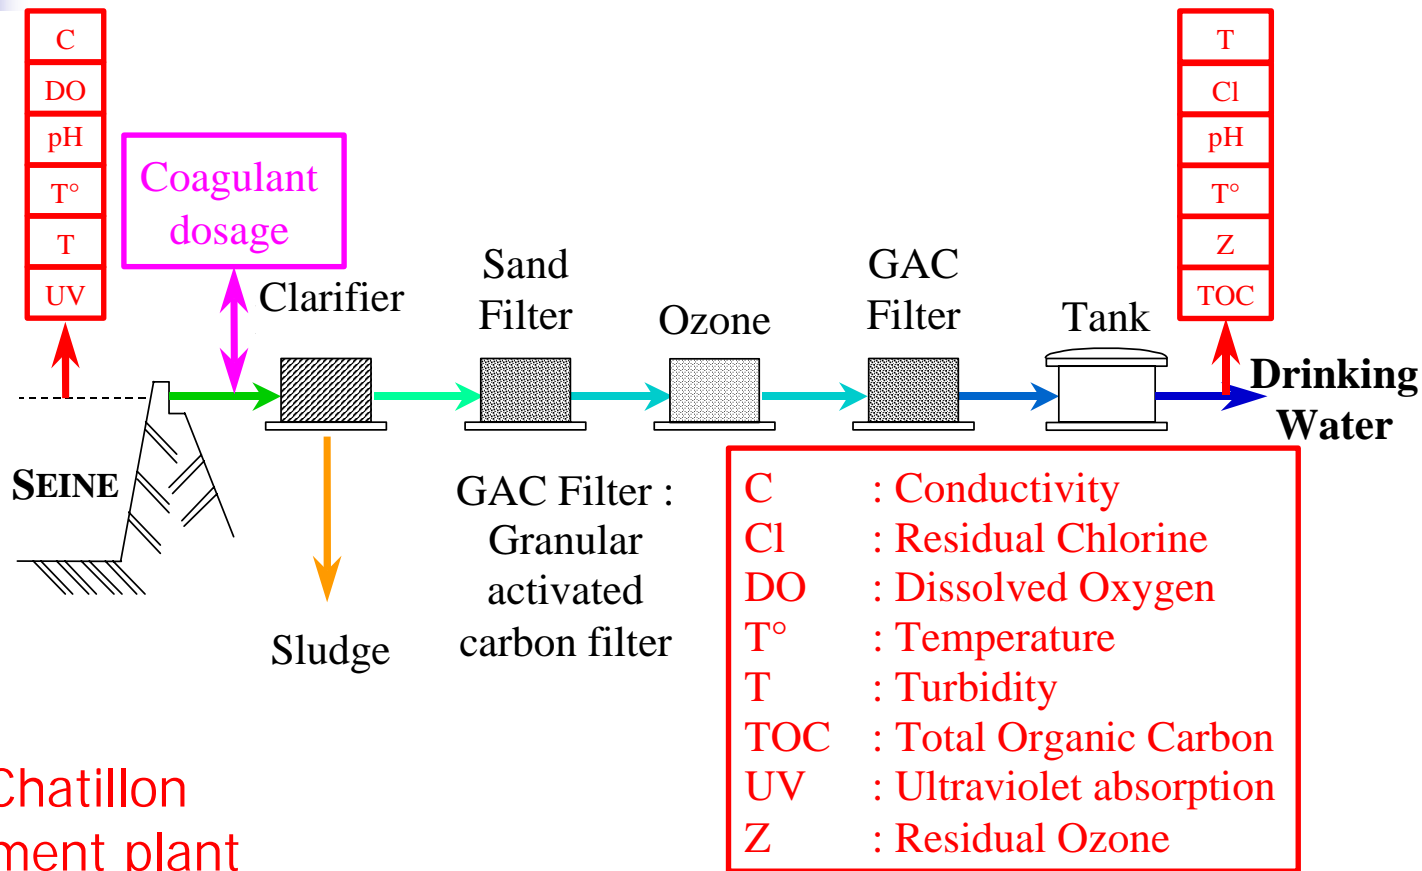 C
DO
pH
T°
T
UV
Coagulant
dosage
Clarifier
Sand
Filter
Ozone
GAC
Filter
Tank
T
Cl
pH
T°
Z
TOC
Drinking
Water
SEINE
Sludge
GAC Filter :
Granular
activated
carbon filter
C : Conductivity
Cl : Residual Chlorine
DO : Dissolved Oxygen
T° : Temperature
T : Turbidity
TOC : Total Organic Carbon
UV : Ultraviolet absorption
Z : Residual Ozone
Chatillon
ment plant